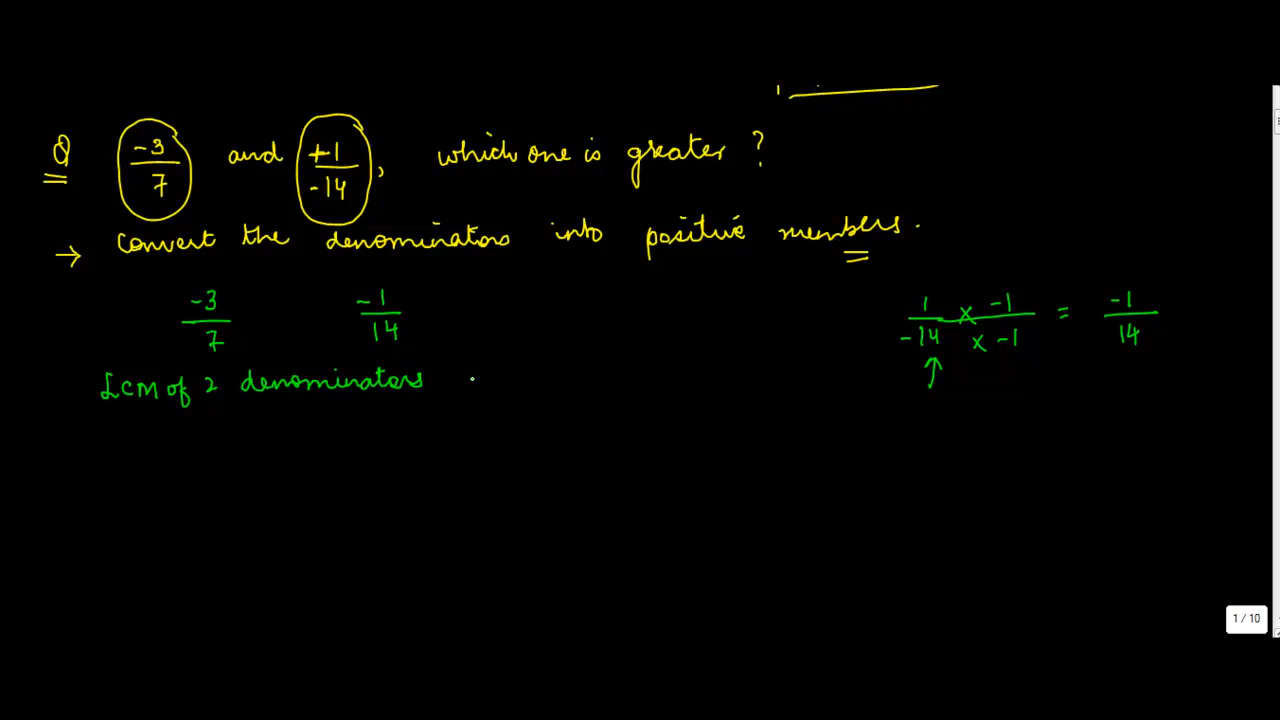 Q -3/7 and +1/-14, which one is greater ?
→ convert the denominators into positive members.
-3/7 -1/14
1/-14 x -1/x -1 = -1/14
LCM of 2 denominators
1 / 10